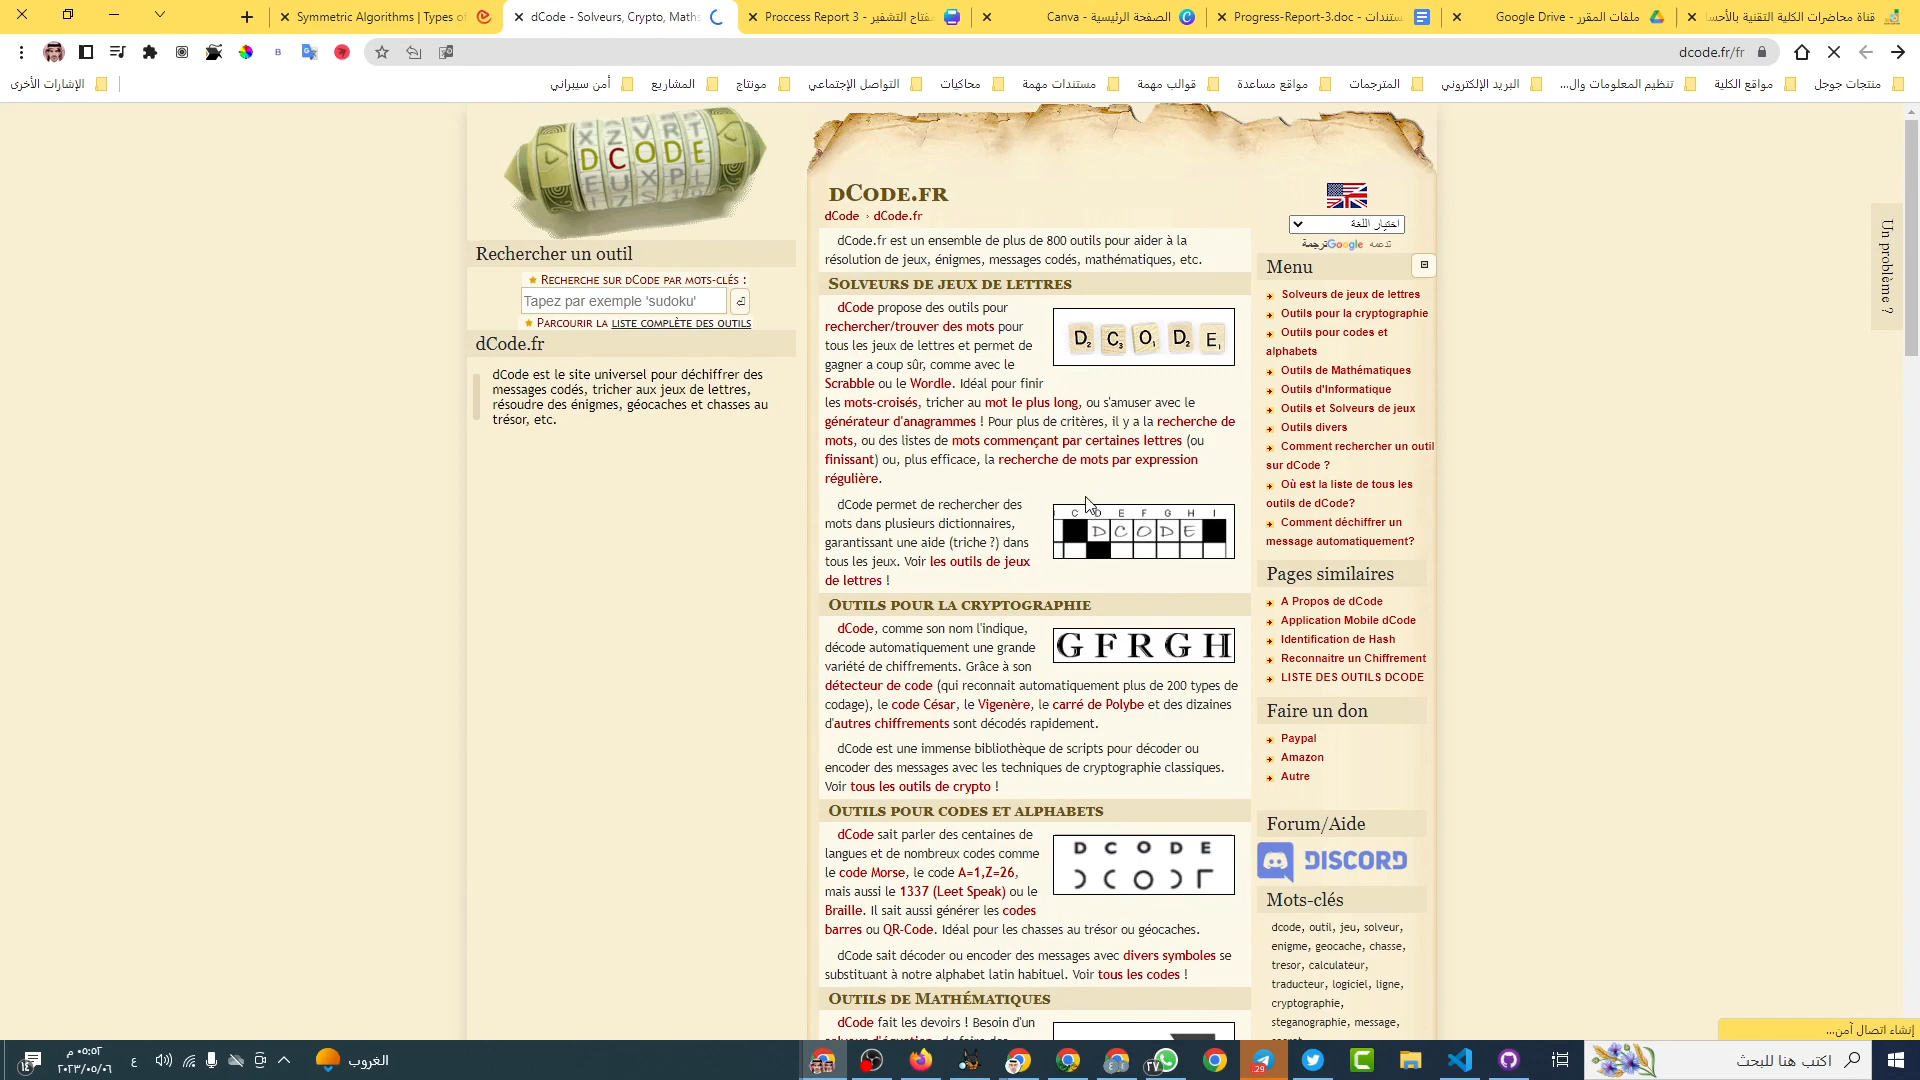 Symmetric Algorithms | Types of
dCode - Solveurs, Crypto, Maths
Proccess Report 3 - مفتاح التشفير
الصفحة الرئيسية - Canva
Progress-Report-3.doc - مستندات
ملفات المقرر - Google Drive
قناة محاضرات الكلية التقنية بالأحسا
dcode.fr/fr
منتجات جوجل
مواقع الكلية
تنظيم المعلومات وال...
البريد الإلكتروني
المترجمات
مواقع مساعدة
قوالب مهمة
مستندات مهمة
محاكيات
التواصل الإجتماعي
مونتاج
المشاريع
أمن سيبراني
الإشارات الأخرى
X Z V R T
D C O D E
E U X P L
Rechercher un outil
Recherche sur dCode par mots-clés :
Tapez par exemple 'sudoku'
Parcourir la liste complète des outils
dCode.fr
dCode est le site universel pour déchiffrer des
messages codés, tricher aux jeux de lettres,
résoudre des énigmes, géocaches et chasses au
trésor, etc.
dCode.fr
dCode › dCode.fr
dCode.fr est un ensemble de plus de 800 outils pour aider à la
résolution de jeux, énigmes, messages codés, mathématiques, etc.
Solveurs de jeux de lettres
dCode propose des outils pour
rechercher/trouver des mots pour
tous les jeux de lettres et permet de
gagner a coup sûr, comme avec le
Scrabble ou le Wordle. Idéal pour finir
les mots-croisés, tricher au mot le plus long, ou s'amuser avec le
générateur d'anagrammes ! Pour plus de critères, il y a la recherche de
mots, ou des listes de mots commençant par certaines lettres (ou
finissant) ou, plus efficace, la recherche de mots par expression
régulière.
D2 C3 O1 D2 E1
dCode permet de rechercher des
mots dans plusieurs dictionnaires,
garantissant une aide (triche ?) dans
tous les jeux. Voir les outils de jeux
de lettres !
C D E F G H I
D C O D E
Outils pour la cryptographie
dCode, comme son nom l'indique,
décode automatiquement une grande
variété de chiffrements. Grâce à son
détecteur de code (qui reconnait automatiquement plus de 200 types de
codage), le code César, le Vigenère, le carré de Polybe et des dizaines
d'autres chiffrements sont décodés rapidement.
G F R G H
dCode est une immense bibliothèque de scripts pour décoder ou
encoder des messages avec les techniques de cryptographie classiques.
Voir tous les outils de crypto !
Outils pour codes et alphabets
dCode sait parler des centaines de
langues et de nombreux codes comme
le code Morse, le code A=1,Z=26,
mais aussi le 1337 (Leet Speak) ou le
Braille. Il sait aussi générer les codes
barres ou QR-Code. Idéal pour les chasses au trésor ou géocaches.
D C O D E
dCode sait décoder ou encoder des messages avec divers symboles se
substituant à notre alphabet latin habituel. Voir tous les codes !
Outils de Mathématiques
dCode fait les devoirs ! Besoin d'un
اختيار اللغة
تدعمه Google ترجمة
Menu
Solveurs de jeux de lettres
Outils pour la cryptographie
Outils pour codes et
alphabets
Outils de Mathématiques
Outils d'Informatique
Outils et Solveurs de jeux
Outils divers
Comment rechercher un outil
sur dCode ?
Où est la liste de tous les
outils de dCode?
Comment déchiffrer un
message automatiquement?
Pages similaires
A Propos de dCode
Application Mobile dCode
Identification de Hash
Reconnaitre un Chiffrement
LISTE DES OUTILS DCODE
Faire un don
Paypal
Amazon
Autre
Forum/Aide
DISCORD
Mots-clés
dcode, outil, jeu, solveur,
enigme, geocache, chasse,
tresor, calculateur,
traducteur, logiciel, ligne,
cryptographie,
steganographie, message,
Un problème ?
إنشاء اتصال آمن...
اكتب هنا للبحث
29
الغروب
ع
٠٥:٥٢ م
٢٠٢٣/٠٥/٠٦